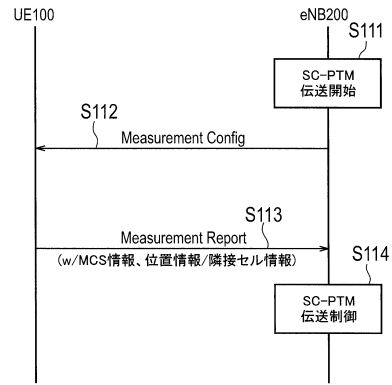 UE100
eNB200
S111
SC-PTM
伝送開始
S112
Measurement Config
S113
Measurement Report
(w/MCS情報、位置情報/隣接セル情報)
S114
SC-PTM
伝送制御